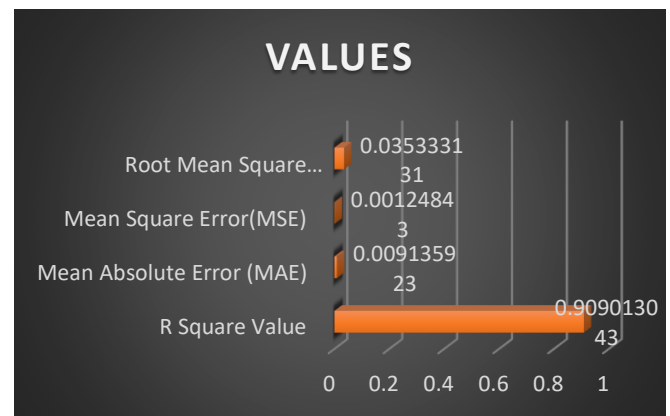 VALUES
Root Mean Square...
0.0353331
31
Mean Square Error(MSE)
0.0012484
3
Mean Absolute Error (MAE)
0.0091359
23
R Square Value
0.9090130
43
0 0.2 0.4 0.6 0.8 1